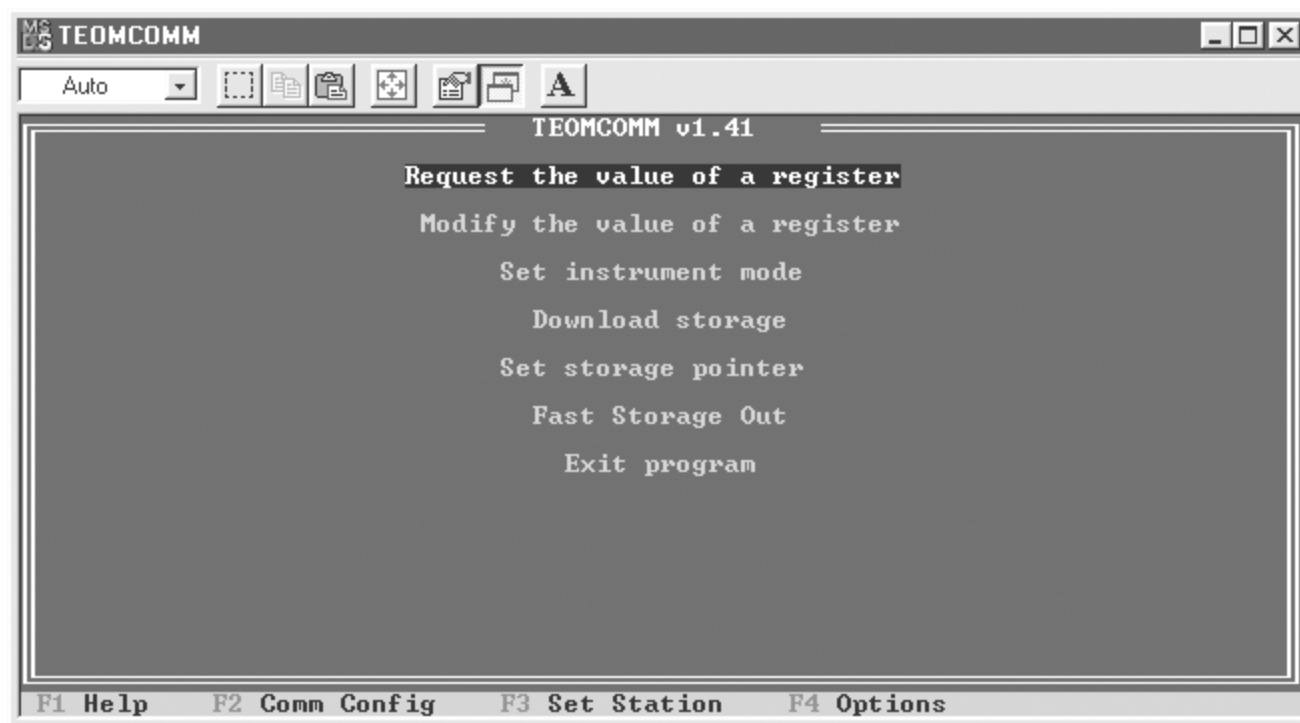 MS DOS TEOMCOMM
Auto
A
TEOMCOMM v1.41
Request the value of a register
Modify the value of a register
Set instrument mode
Download storage
Set storage pointer
Fast Storage Out
Exit program
F1 Help F2 Comm Config F3 Set Station F4 Options